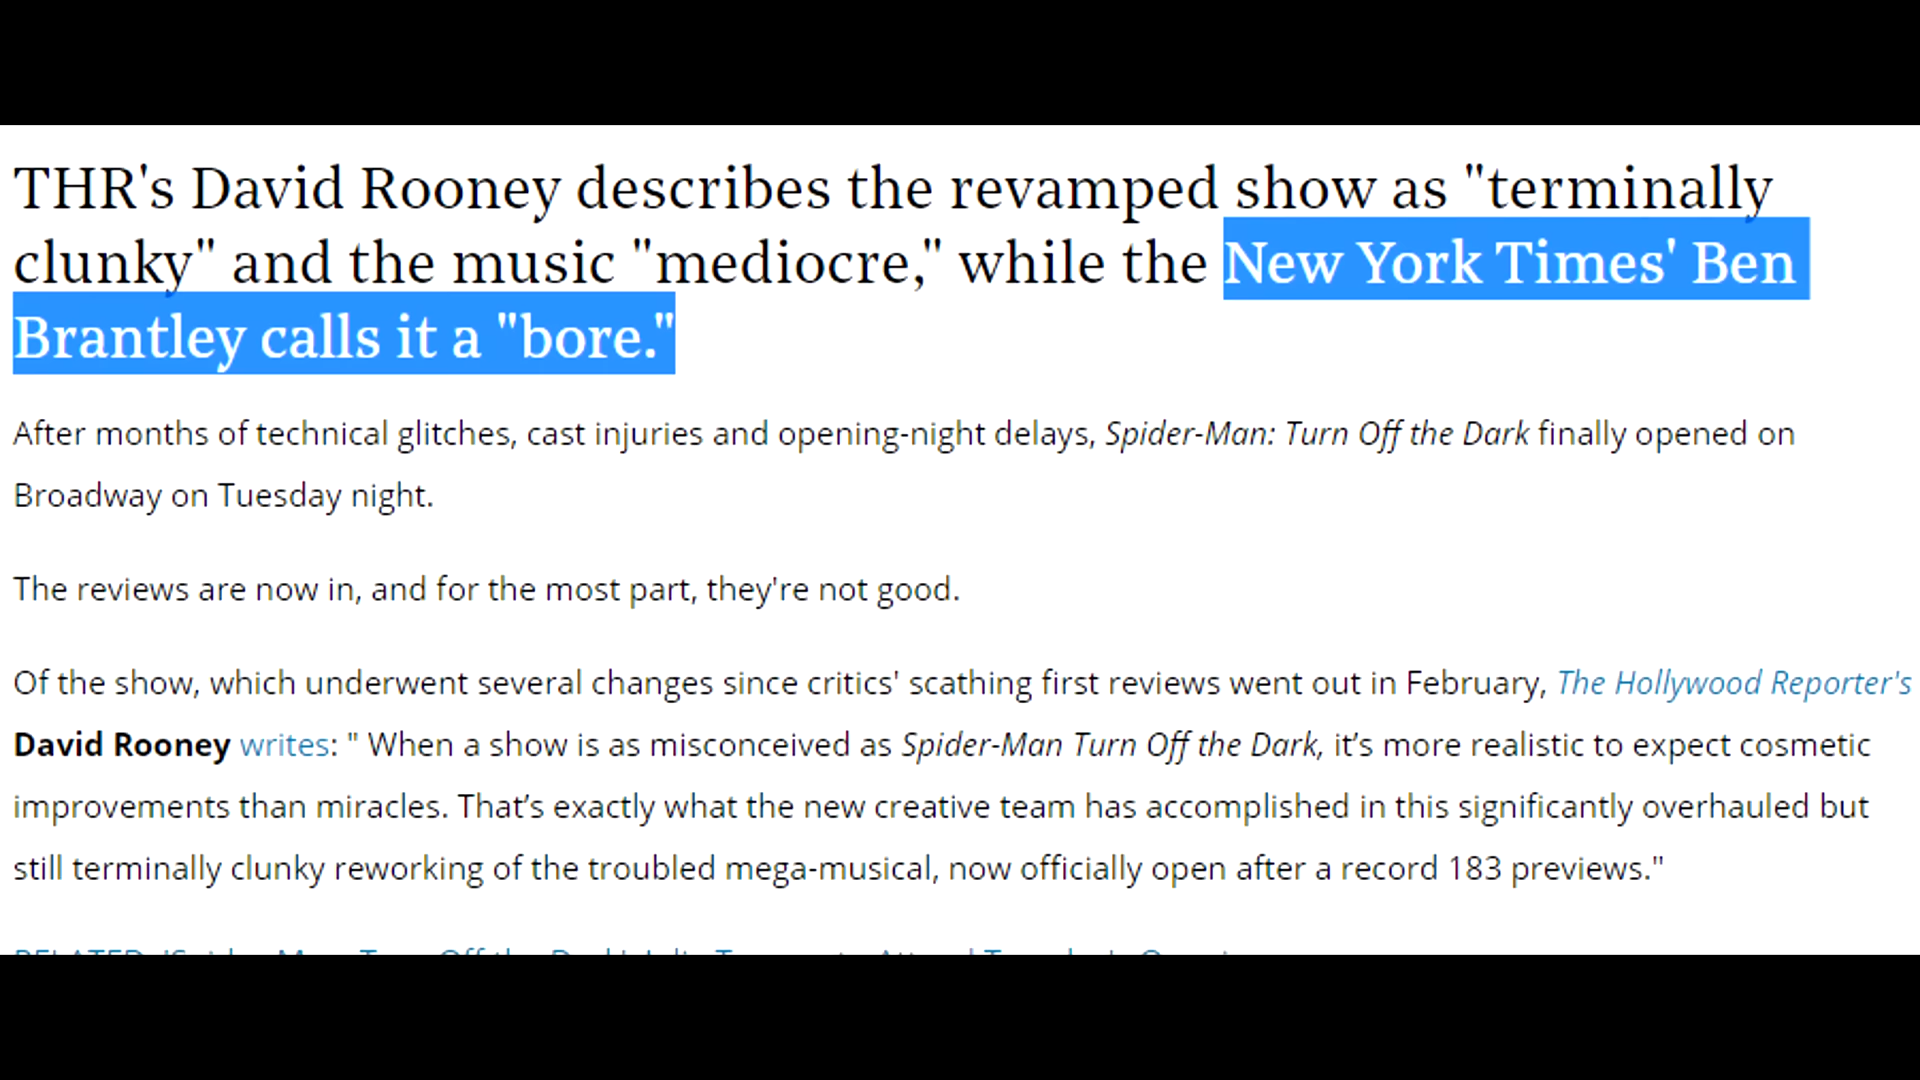 THR's David Rooney describes the revamped show as "terminally
clunky" and the music "mediocre," while the New York Times' Ben
Brantley calls it a "bore."
After months of technical glitches, cast injuries and opening-night delays, Spider-Man: Turn Off the Dark finally opened on
Broadway on Tuesday night.
The reviews are now in, and for the most part, they're not good.
Of the show, which underwent several changes since critics' scathing first reviews went out in February, The Hollywood Reporter's
David Rooney writes: " When a show is as misconceived as Spider-Man Turn Off the Dark, it’s more realistic to expect cosmetic
improvements than miracles. That’s exactly what the new creative team has accomplished in this significantly overhauled but
still terminally clunky reworking of the troubled mega-musical, now officially open after a record 183 previews."